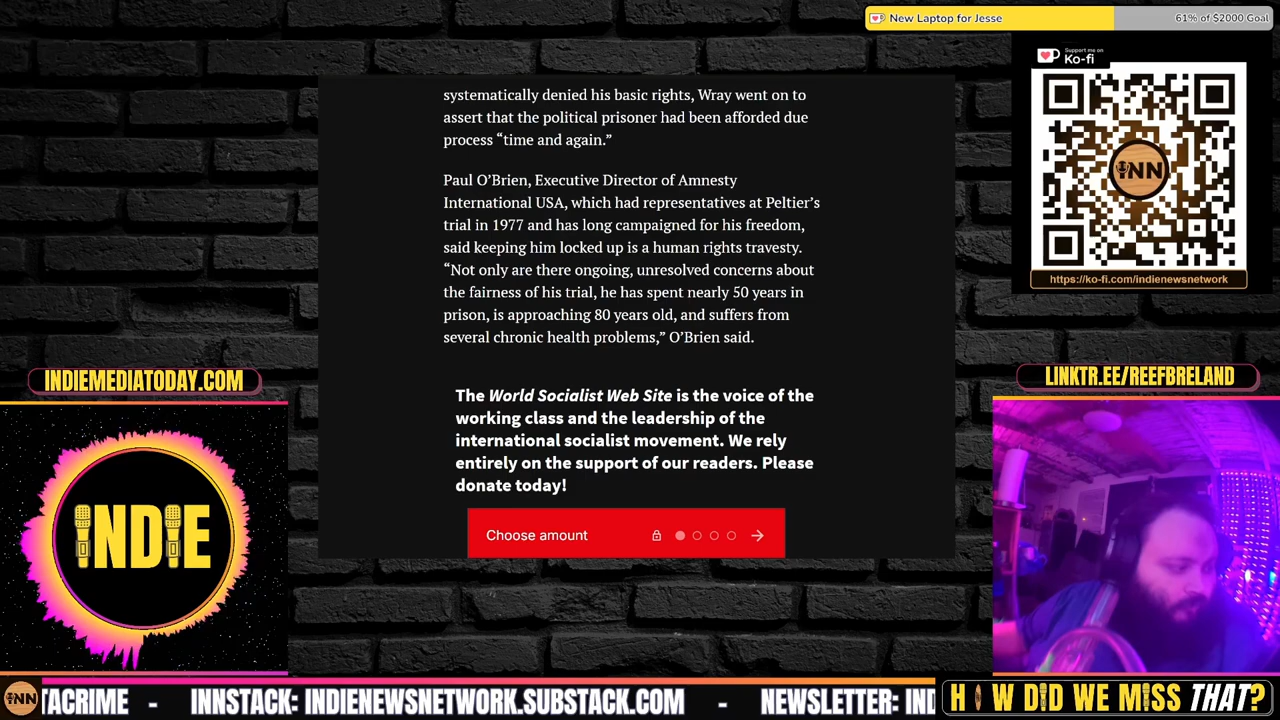 New Laptop for Jesse
61% of $2000 Goal
Support me on
Ko-fi
INN
https://ko-fi.com/indienewsnetwork
systematically denied his basic rights, Wray went on to
assert that the political prisoner had been afforded due
process “time and again.”
Paul O’Brien, Executive Director of Amnesty
International USA, which had representatives at Peltier’s
trial in 1977 and has long campaigned for his freedom,
said keeping him locked up is a human rights travesty.
“Not only are there ongoing, unresolved concerns about
the fairness of his trial, he has spent nearly 50 years in
prison, is approaching 80 years old, and suffers from
several chronic health problems,” O’Brien said.
The World Socialist Web Site is the voice of the
working class and the leadership of the
international socialist movement. We rely
entirely on the support of our readers. Please
donate today!
Choose amount
INDIEMEDIATODAY.COM
INDIE
LINKTR.EE/REEFBRELAND
INN
TACRIME - INNSTACK: INDIENEWSNETWORK.SUBSTACK.COM - NEWSLETTER: IND
HOW DID WE MISS THAT?